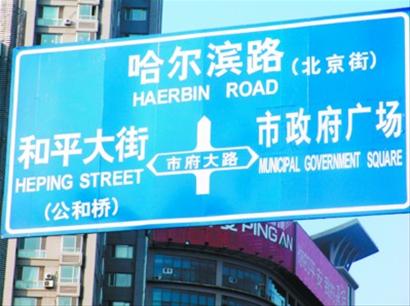 哈尔滨路（北京街）
HAERBIN ROAD
和平大街
HEPING STREET
（公和桥）
市府大路
市政府广场
MUNICIPAL GOVERNMENT SQUARE
PING AN